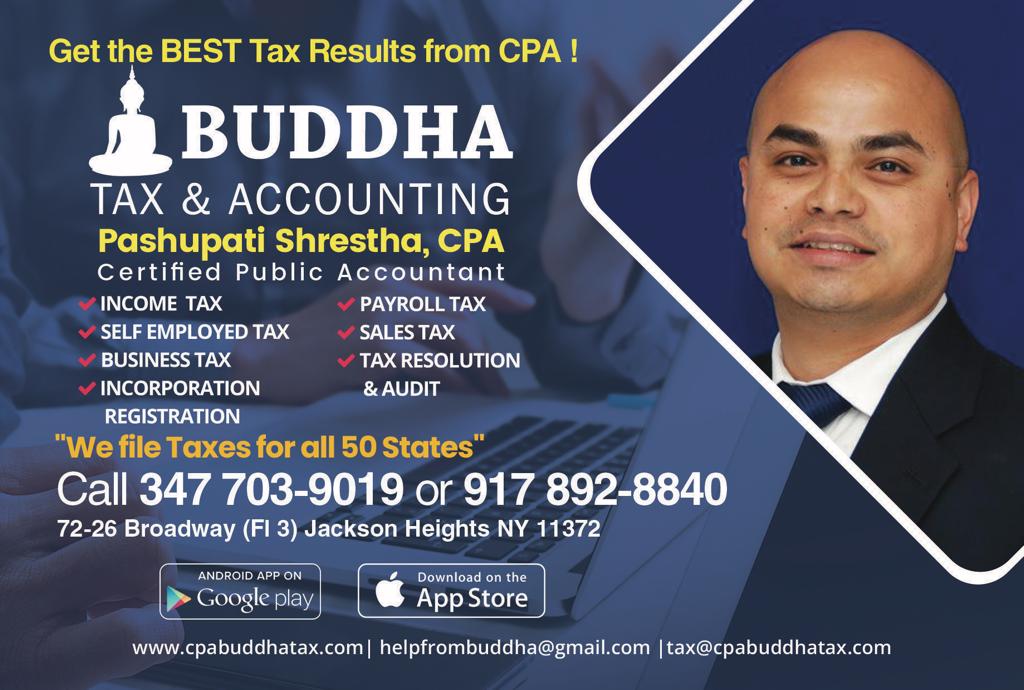 Get the BEST Tax Results from CPA !
BUDDHA
TAX & ACCOUNTING
Pashupati Shrestha, CPA
Certified Public Accountant
INCOME TAX
SELF EMPLOYED TAX
BUSINESS TAX
INCORPORATION
REGISTRATION
PAYROLL TAX
SALES TAX
TAX RESOLUTION
& AUDIT
"We file Taxes for all 50 States"
Call 347 703-9019 or 917 892-8840
72-26 Broadway (Fl 3) Jackson Heights NY 11372
ANDROID APP ON
Google play
Download on the
App Store
www.cpabuddhatax.com| helpfrombuddha@gmail.com |tax@cpabuddhatax.com